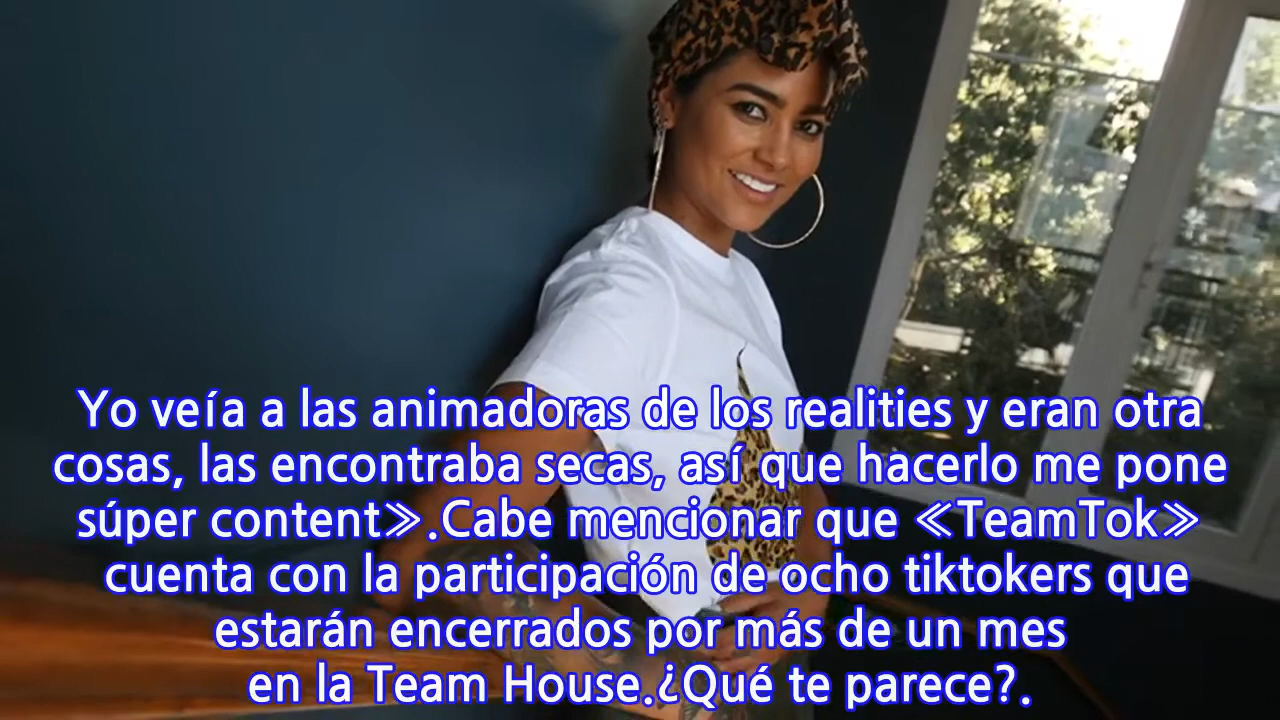 Yo veía a las animadoras de los realities y eran otra
cosas, las encontraba secas, así que hacerlo me pone
súper content≫.Cabe mencionar que ≪TeamTok≫
cuenta con la participación de ocho tiktokers que
estarán encerrados por más de un mes
en la Team House.¿Qué te parece?.